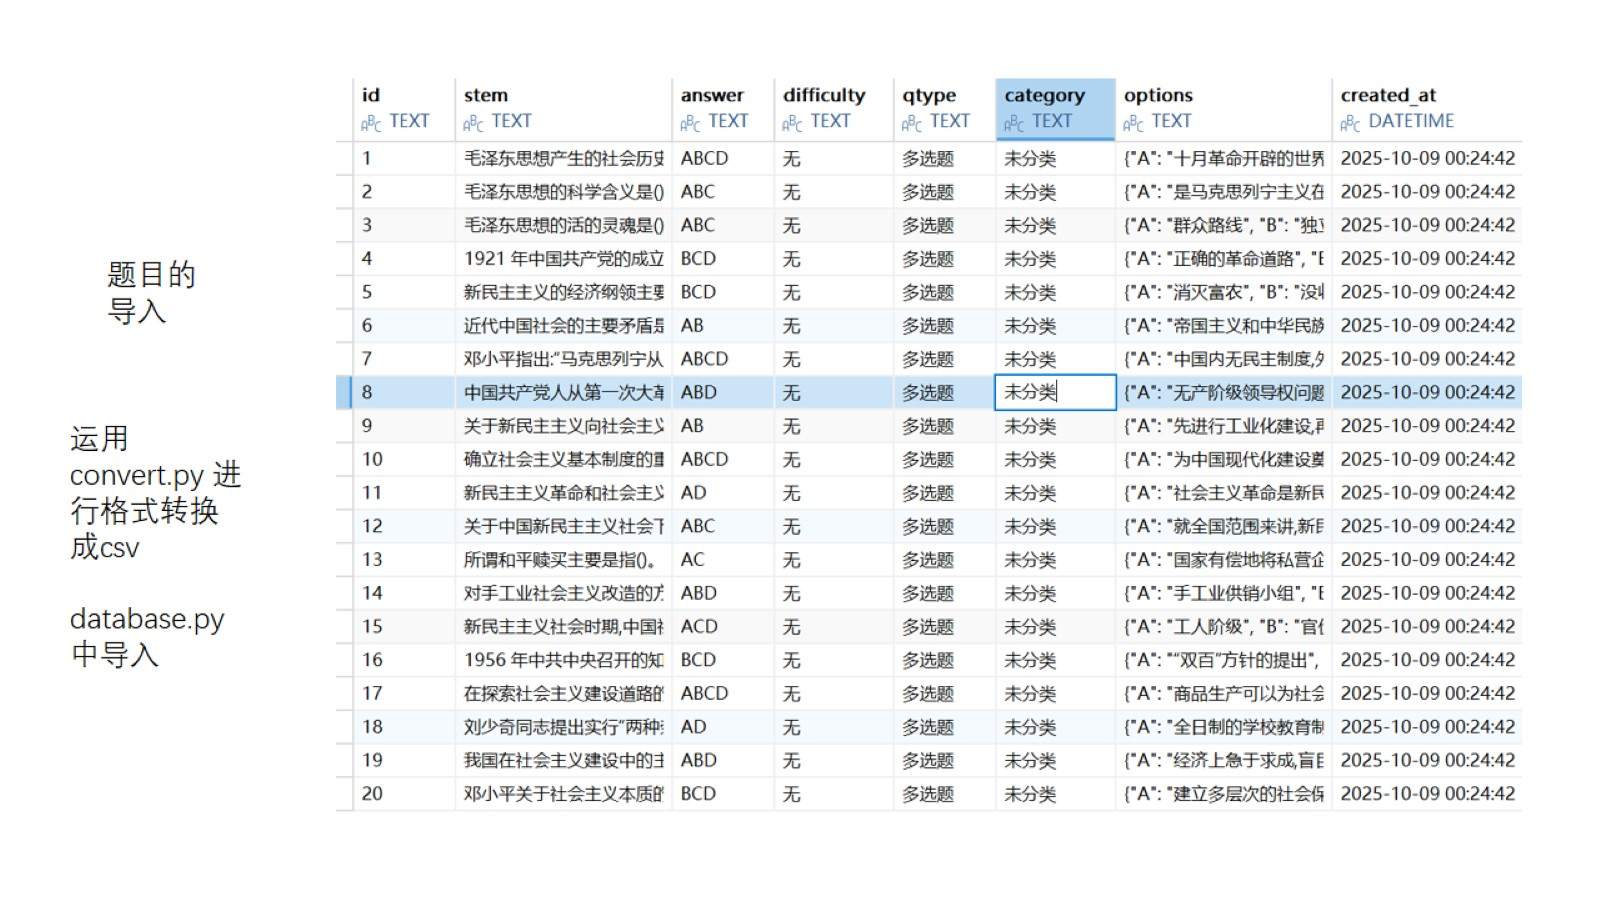 题目的
导入
运用
convert.py 进
行格式转换
成csv
database.py
中导入
id stem answer difficulty qtype category options created_at
ABC TEXT ABC TEXT ABC TEXT ABC TEXT ABC TEXT ABC TEXT ABC TEXT ABC DATETIME
1 毛泽东思想产生的社会历史 ABCD 无 多选题 未分类 {"A": "十月革命开辟的世界 2025-10-09 00:24:42
2 毛泽东思想的科学含义是() ABC 无 多选题 未分类 {"A": "是马克思列宁主义在 2025-10-09 00:24:42
3 毛泽东思想的活的灵魂是() ABC 无 多选题 未分类 {"A": "群众路线", "B": "独立 2025-10-09 00:24:42
4 1921 年中国共产党的成立 BCD 无 多选题 未分类 {"A": "正确的革命道路", "B 2025-10-09 00:24:42
5 新民主主义的经济纲领主要 BCD 无 多选题 未分类 {"A": "消灭富农", "B": "没收 2025-10-09 00:24:42
6 近代中国社会的主要矛盾是 AB 无 多选题 未分类 {"A": "帝国主义和中华民族 2025-10-09 00:24:42
7 邓小平指出:“马克思列宁从 ABCD 无 多选题 未分类 {"A": "中国内无民主制度,外 2025-10-09 00:24:42
8 中国共产党人从第一次大革 ABD 无 多选题 未分类 {"A": "无产阶级领导权问题 2025-10-09 00:24:42
9 关于新民主主义向社会主义 AB 无 多选题 未分类 {"A": "先进行工业化建设,再 2025-10-09 00:24:42
10 确立社会主义基本制度的重 ABCD 无 多选题 未分类 {"A": "为中国现代化建设奠 2025-10-09 00:24:42
11 新民主主义革命和社会主义 AD 无 多选题 未分类 {"A": "社会主义革命是新民 2025-10-09 00:24:42
12 关于中国新民主主义社会下 ABC 无 多选题 未分类 {"A": "就全国范围来讲,新民 2025-10-09 00:24:42
13 所谓和平赎买主要是指()。 AC 无 多选题 未分类 {"A": "国家有偿地将私营企 2025-10-09 00:24:42
14 对手工业社会主义改造的方 ABD 无 多选题 未分类 {"A": "手工业供销小组", "B 2025-10-09 00:24:42
15 新民主主义社会时期,中国社 ACD 无 多选题 未分类 {"A": "工人阶级", "B": "官僚 2025-10-09 00:24:42
16 1956 年中共中央召开的知 BCD 无 多选题 未分类 {"A": "“双百”方针的提出", 2025-10-09 00:24:42
17 在探索社会主义建设道路的 ABCD 无 多选题 未分类 {"A": "商品生产可以为社会 2025-10-09 00:24:42
18 刘少奇同志提出实行“两种 AD 无 多选题 未分类 {"A": "全日制的学校教育制 2025-10-09 00:24:42
19 我国在社会主义建设中的主 ABD 无 多选题 未分类 {"A": "经济上急于求成,盲目 2025-10-09 00:24:42
20 邓小平关于社会主义本质的 BCD 无 多选题 未分类 {"A": "建立多层次的社会保 2025-10-09 00:24:42